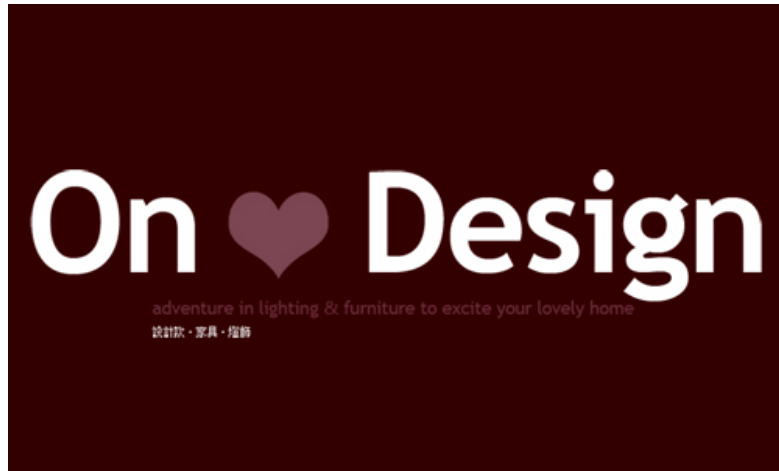 On ♥ Design
adventure in lighting & furniture to excite your lovely home
設計款・家具・燈飾